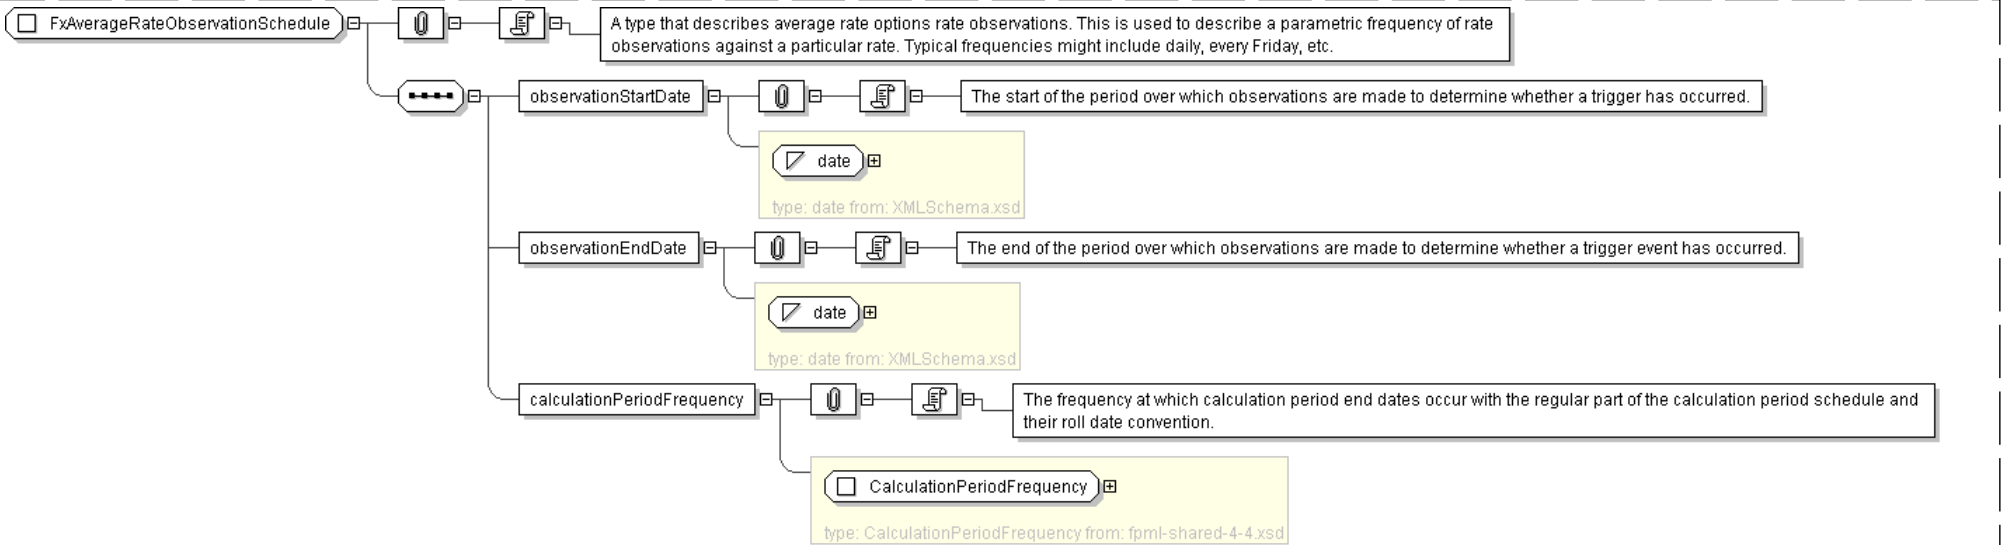 FxAverageRateObservationSchedule
A type that describes average rate options rate observations. This is used to describe a parametric frequency of rate
observations against a particular rate. Typical frequencies might include daily, every Friday, etc.
observationStartDate
The start of the period over which observations are made to determine whether a trigger has occurred.
date
type: date from: XMLSchema.xsd
observationEndDate
The end of the period over which observations are made to determine whether a trigger event has occurred.
date
type: date from: XMLSchema.xsd
calculationPeriodFrequency
The frequency at which calculation period end dates occur with the regular part of the calculation period schedule and
their roll date convention.
CalculationPeriodFrequency
type: CalculationPeriodFrequency from: fpml-shared-4-4.xsd